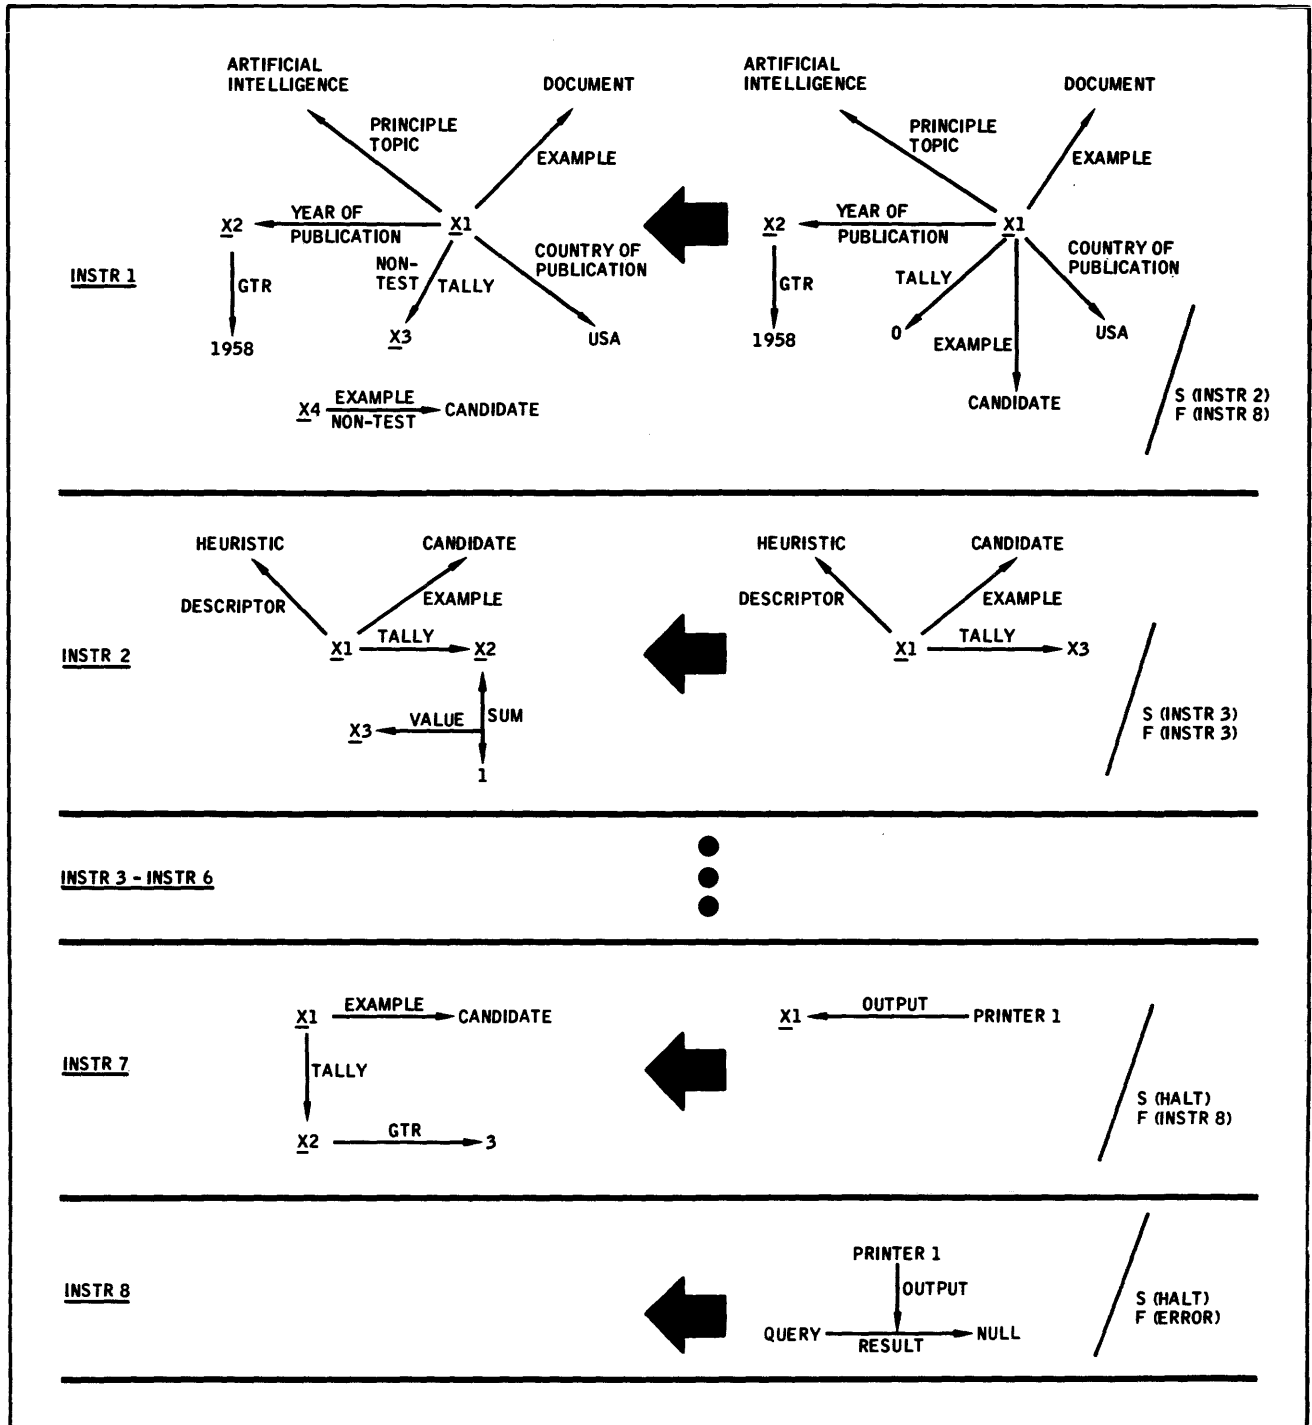 ARTIFICIAL
INTELLIGENCE
DOCUMENT
PRINCIPLE
TOPIC
EXAMPLE
X2
YEAR OF
PUBLICATION
X1
NON-
TEST
TALLY
COUNTRY OF
PUBLICATION
INSTR 1
GTR
1958
X3
USA
X4
EXAMPLE
NON-TEST
CANDIDATE
ARTIFICIAL
INTELLIGENCE
DOCUMENT
PRINCIPLE
TOPIC
EXAMPLE
X2
YEAR OF
PUBLICATION
X1
COUNTRY OF
PUBLICATION
TALLY
GTR
1958
0
EXAMPLE
USA
CANDIDATE
S (INSTR 2)
F (INSTR 8)
HEURISTIC
CANDIDATE
DESCRIPTOR
EXAMPLE
INSTR 2
X1
TALLY
X2
X3
VALUE
SUM
1
HEURISTIC
CANDIDATE
DESCRIPTOR
EXAMPLE
X1
TALLY
X3
S (INSTR 3)
F (INSTR 3)
INSTR 3 - INSTR 6
INSTR 7
X1
EXAMPLE
CANDIDATE
TALLY
X2
GTR
3
X1
OUTPUT
PRINTER 1
S (HALT)
F (INSTR 8)
INSTR 8
PRINTER 1
OUTPUT
QUERY
RESULT
NULL
S (HALT)
F (ERROR)